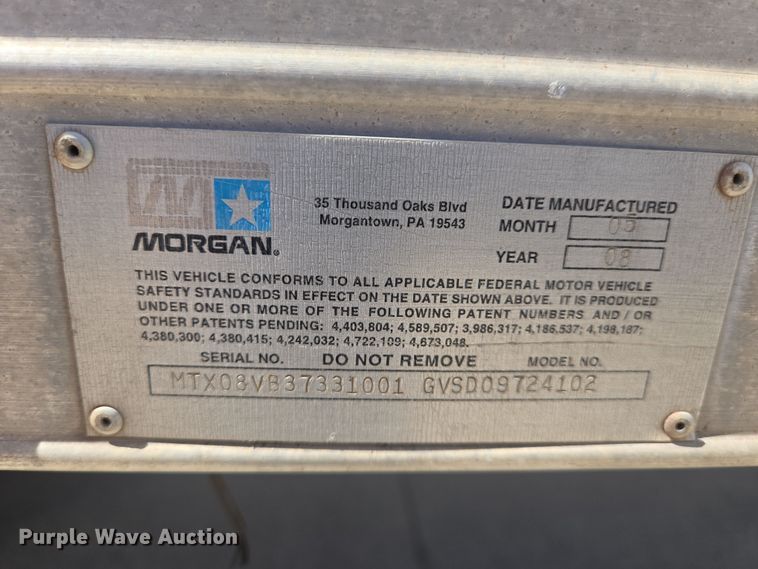 MORGAN®
35 Thousand Oaks Blvd
Morgantown, PA 19543
DATE MANUFACTURED
MONTH 05
YEAR 08
THIS VEHICLE CONFORMS TO ALL APPLICABLE FEDERAL MOTOR VEHICLE
SAFETY STANDARDS IN EFFECT ON THE DATE SHOWN ABOVE. IT IS PRODUCED
UNDER ONE OR MORE OF THE FOLLOWING PATENT NUMBERS AND / OR
OTHER PATENTS PENDING: 4,403,804; 4,589,507; 3,986,317; 4,186,537; 4,198,187;
4,380,300; 4,380,415; 4,242,032; 4,722,109; 4,673,048.
SERIAL NO. DO NOT REMOVE MODEL NO.
MTX08VB37331001 GVSD09724102
Purple Wave Auction